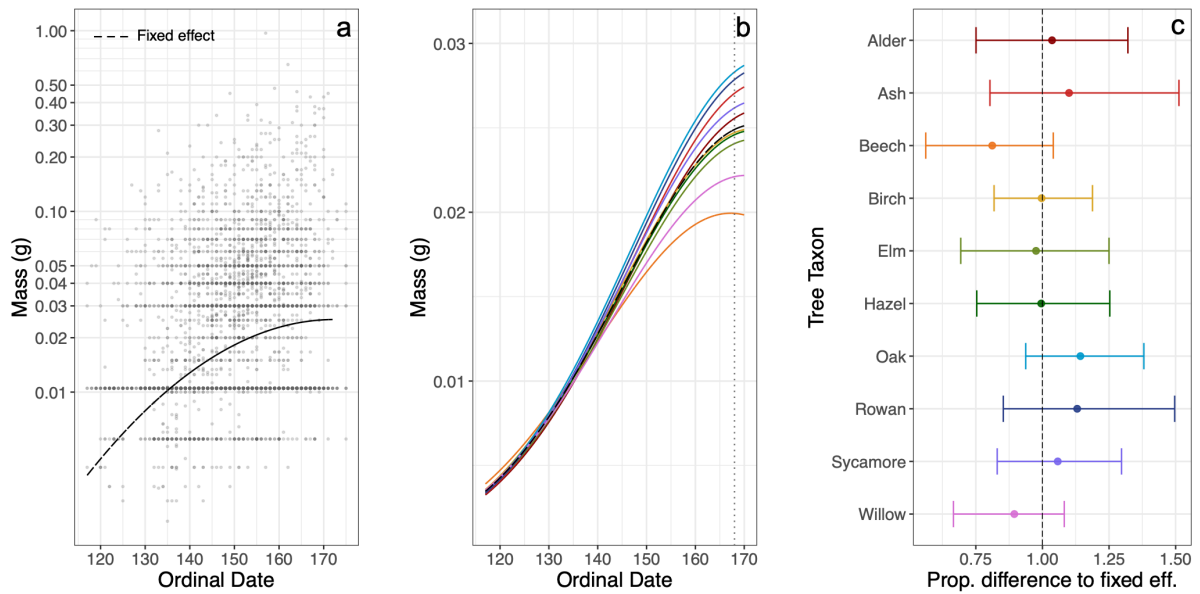 a
Fixed effect
1.00
0.50
0.40
0.30
0.20
0.10
0.05
0.04
0.03
0.02
0.01
Mass (g)
120 130 140 150 160 170
Ordinal Date
b
0.03
0.02
0.01
Mass (g)
120 130 140 150 160 170
Ordinal Date
c
Alder
Ash
Beech
Birch
Elm
Hazel
Oak
Rowan
Sycamore
Willow
Tree Taxon
0.75 1.00 1.25 1.50
Prop. difference to fixed eff.